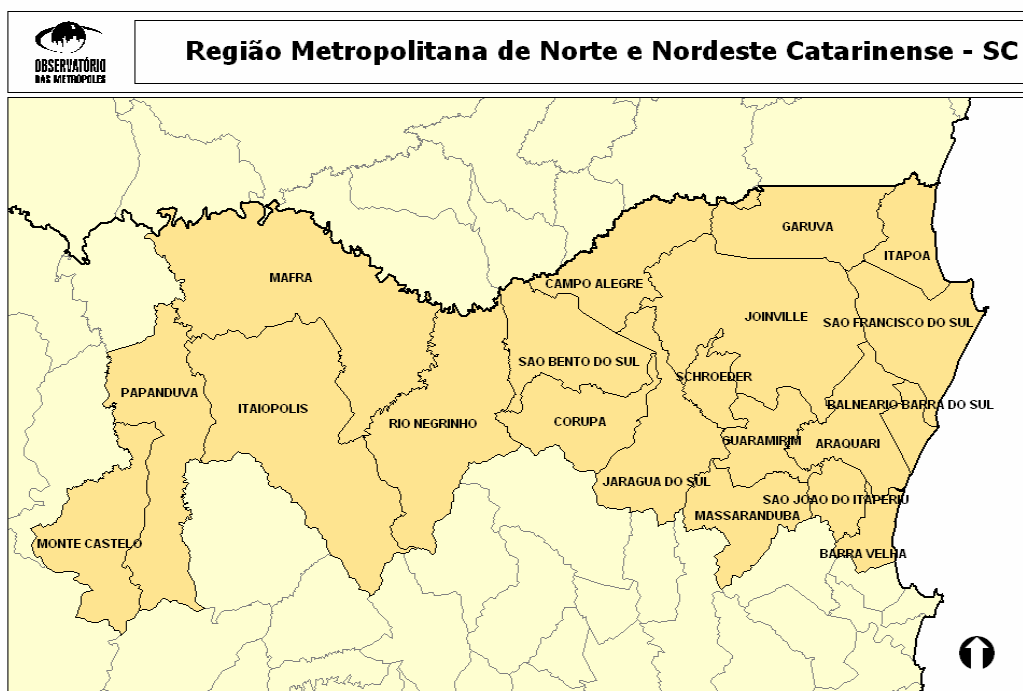 OBSERVATÓRIO
DAS METRÓPOLES
Região Metropolitana de Norte e Nordeste Catarinense - SC
GARUVA
ITAPOA
MAFRA
CAMPO ALEGRE
JOINVILLE
SAO FRANCISCO DO SUL
SAO BENTO DO SUL
SCHROEDER
PAPANDUVA
ITAIOPOLIS
BALNEARIO BARRA DO SUL
RIO NEGRINHO
CORUPA
GUARAMIRIM
ARAQUARI
JARAGUA DO SUL
SAO JOAO DO ITAPERIU
MASSARANDUBA
MONTE CASTELO
BARRA VELHA